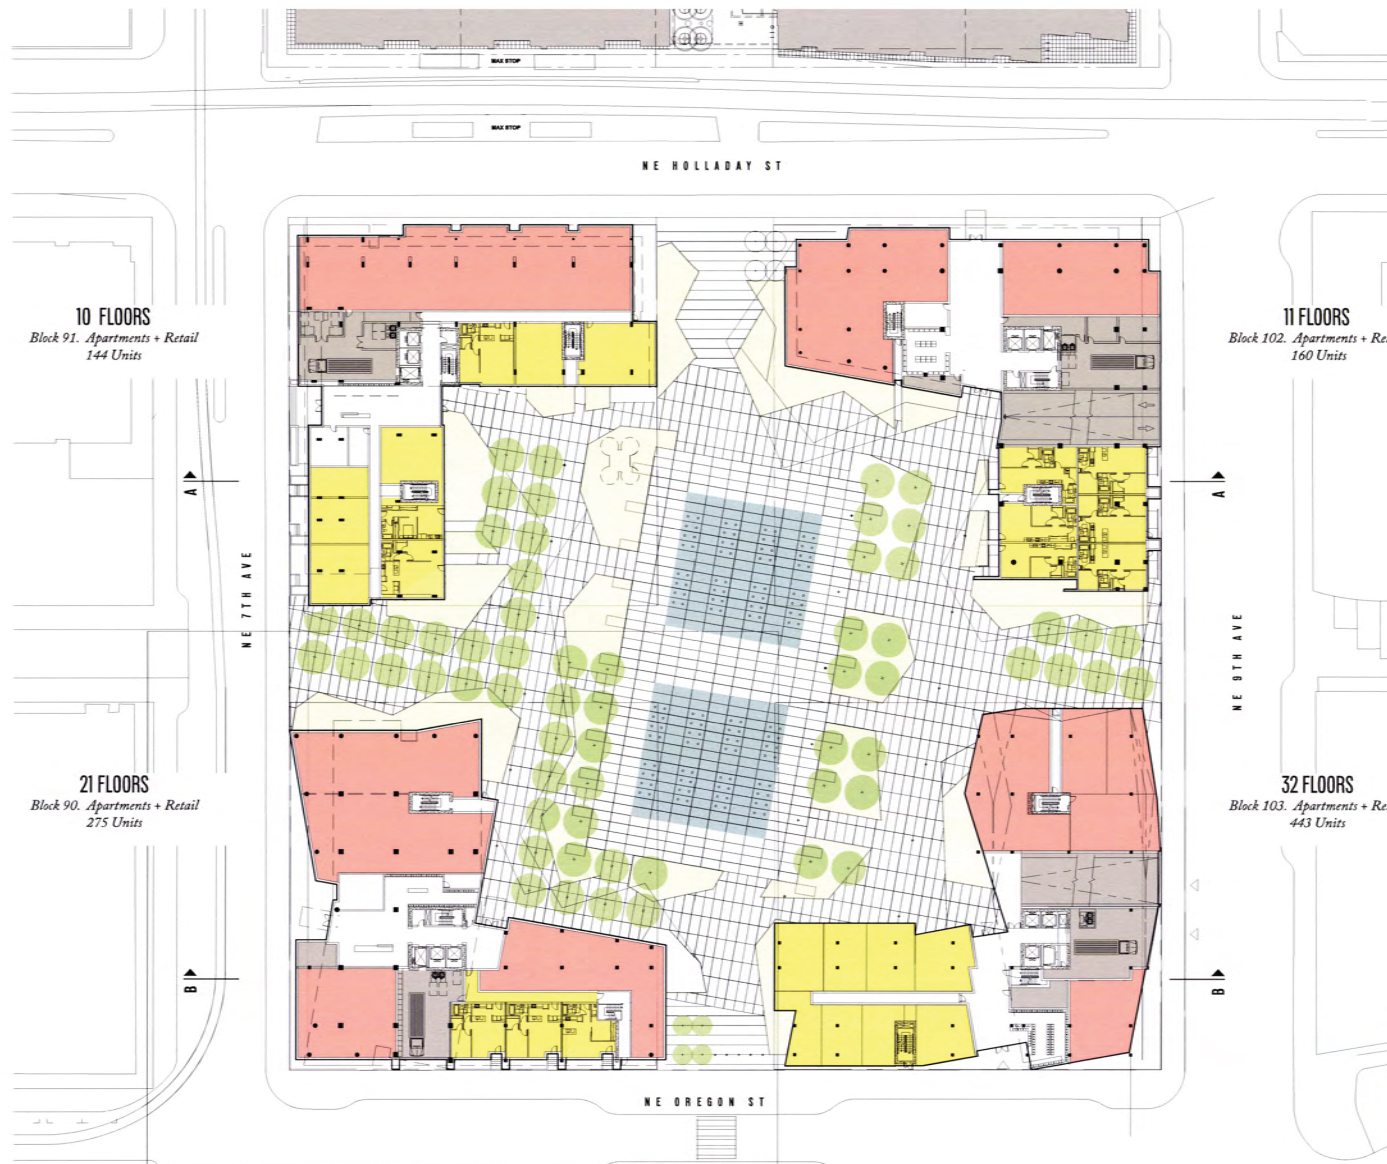 MAX STOP
MAX STOP
NE HOLLADAY ST
10 FLOORS
Block 91. Apartments + Retail
144 Units
11 FLOORS
Block 102. Apartments + Re
160 Units
A
A
NE 7TH AVE
NE 9TH AVE
21 FLOORS
Block 90. Apartments + Retail
275 Units
32 FLOORS
Block 103. Apartments + Re
443 Units
B
B
NE OREGON ST